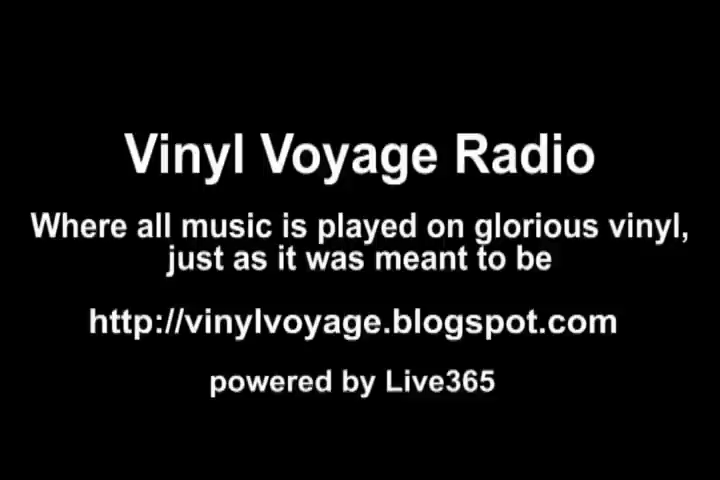 Vinyl Voyage Radio
Where all music is played on glorious vinyl,
just as it was meant to be
http://vinylvoyage.blogspot.com
powered by Live365